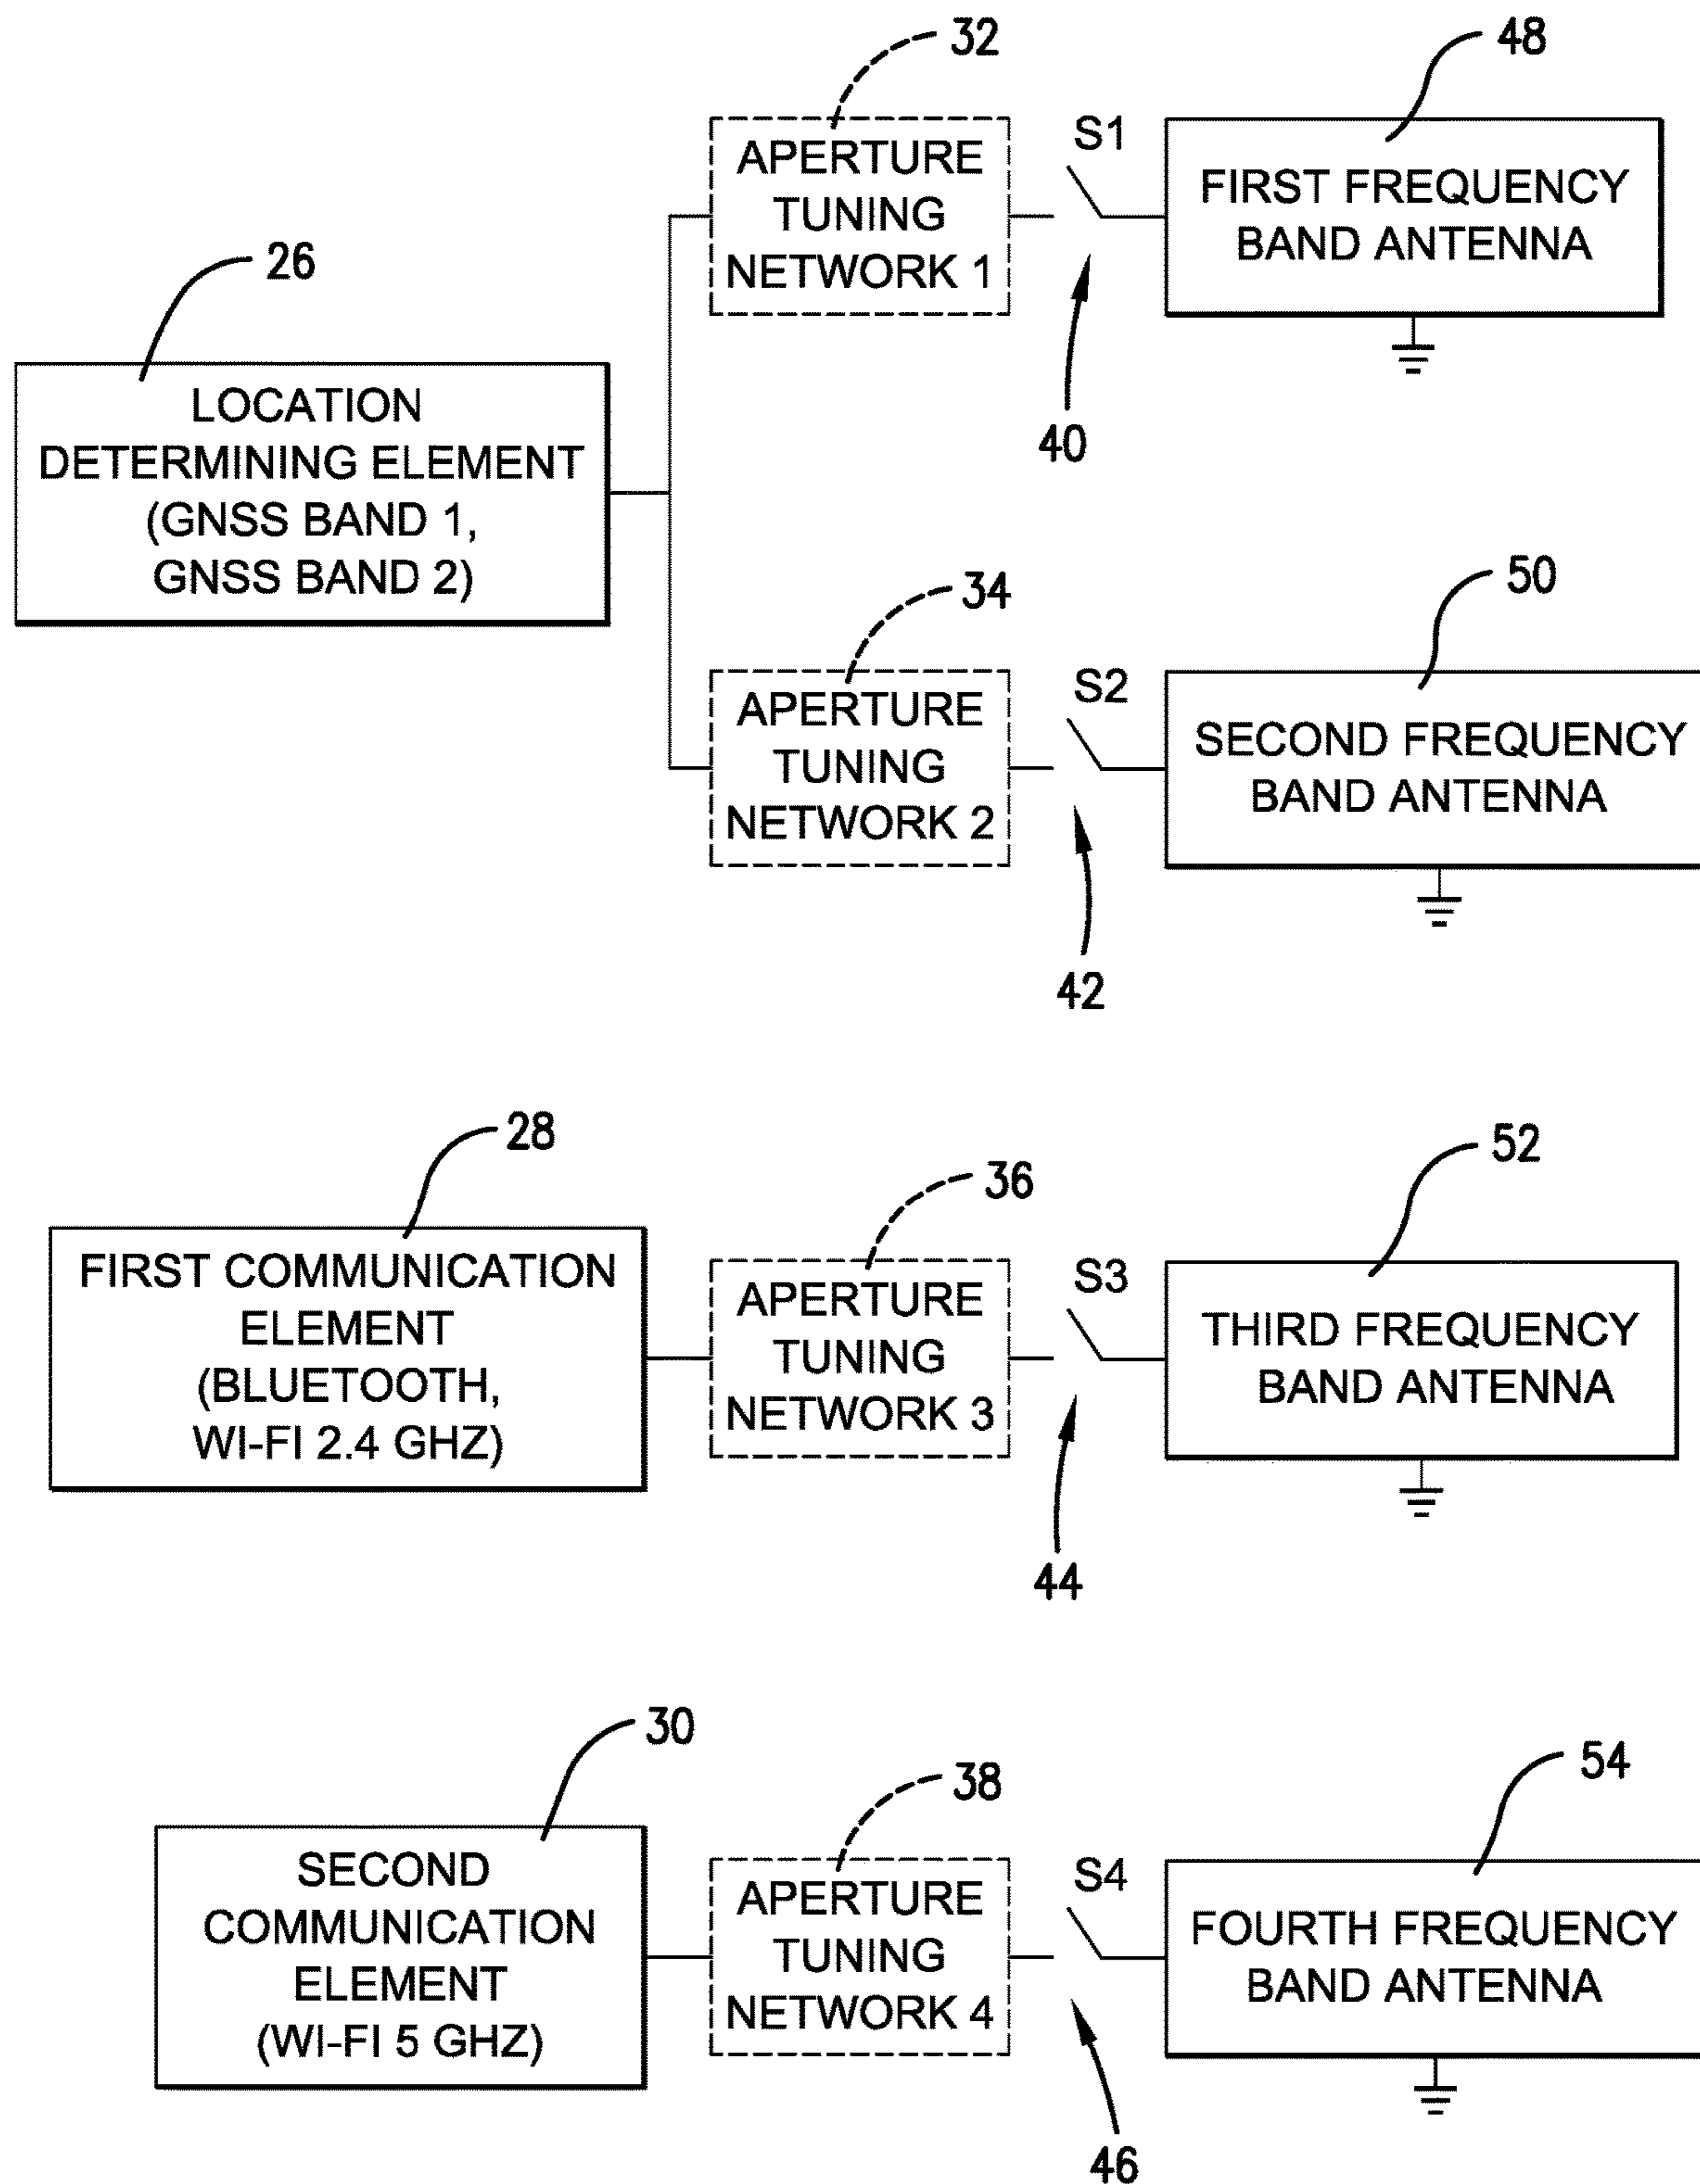 32
48
APERTURE
TUNING
NETWORK 1
S1
FIRST FREQUENCY
BAND ANTENNA
26
40
LOCATION
DETERMINING ELEMENT
(GNSS BAND 1,
GNSS BAND 2)
34
50
APERTURE
TUNING
NETWORK 2
S2
SECOND FREQUENCY
BAND ANTENNA
42
28
36
52
FIRST COMMUNICATION
ELEMENT
(BLUETOOTH,
WI-FI 2.4 GHZ)
APERTURE
TUNING
NETWORK 3
S3
THIRD FREQUENCY
BAND ANTENNA
44
30
38
54
SECOND
COMMUNICATION
ELEMENT
(WI-FI 5 GHZ)
APERTURE
TUNING
NETWORK 4
S4
FOURTH FREQUENCY
BAND ANTENNA
46